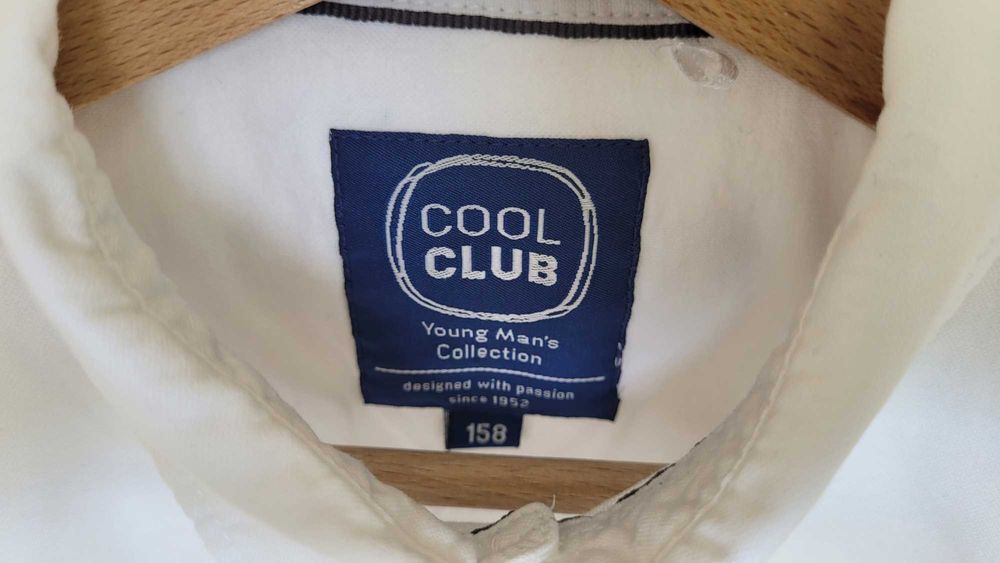 COOL
CLUB
Young Man's
Collection
designed with passion
since 1952
158